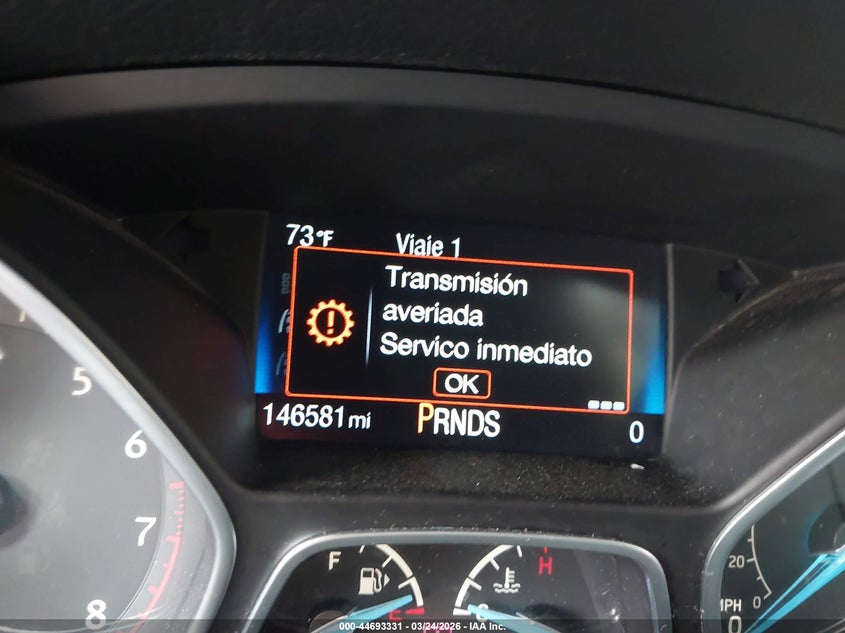 73°F Viaje 1
Transmisión
averiada
Servico inmediato
OK
146581 mi PRNDS 0
5
6
7
8
F
E
H
C
20
MPH 0
0
000-44693331 - 03/24/2026 - IAA Inc.